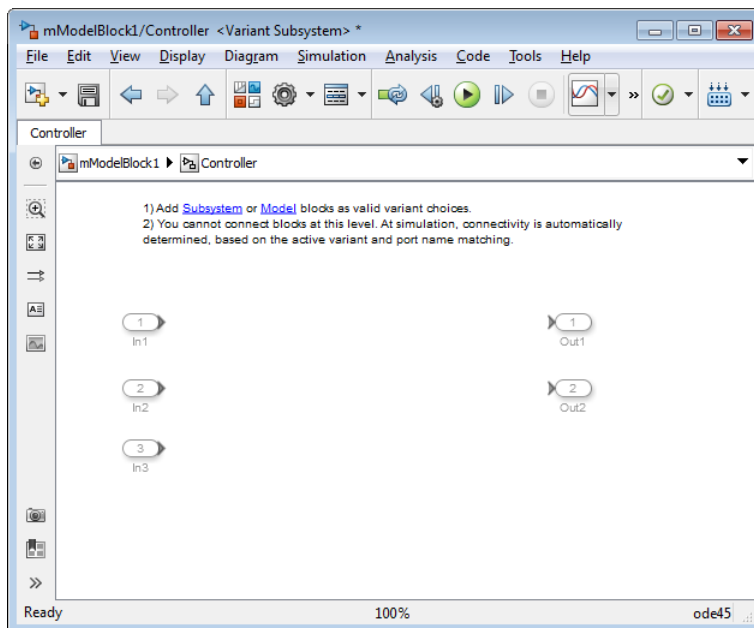 mModelBlock1/Controller <Variant Subsystem> *
File Edit View Display Diagram Simulation Analysis Code Tools Help
Controller
mModelBlock1 Controller
1) Add Subsystem or Model blocks as valid variant choices.
2) You cannot connect blocks at this level. At simulation, connectivity is automatically
determined, based on the active variant and port name matching.
1 1
In1 Out1
2 2
In2 Out2
3
In3
Ready 100% ode45